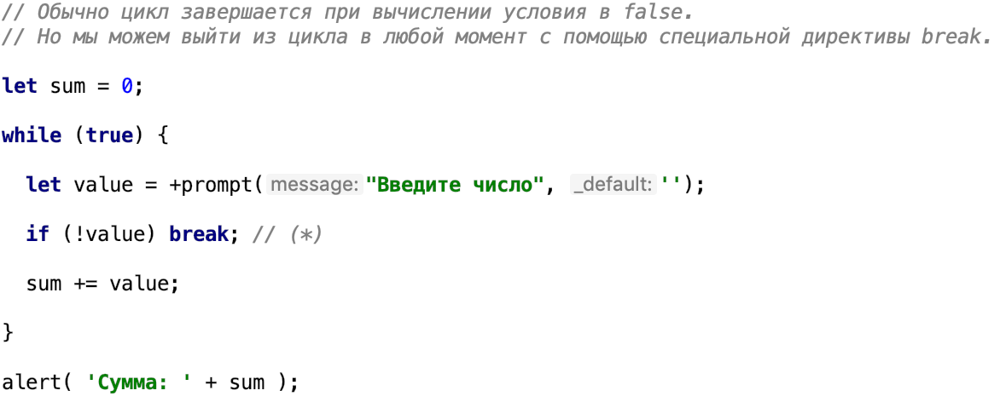 // Обычно цикл завершается при вычислении условия в false.
// Но мы можем выйти из цикла в любой момент с помощью специальной директивы break.
let sum = 0;
while (true) {
let value = +prompt( message: "Введите число", _default: '');
if (!value) break; // (*)
sum += value;
}
alert( 'Сумма: ' + sum );